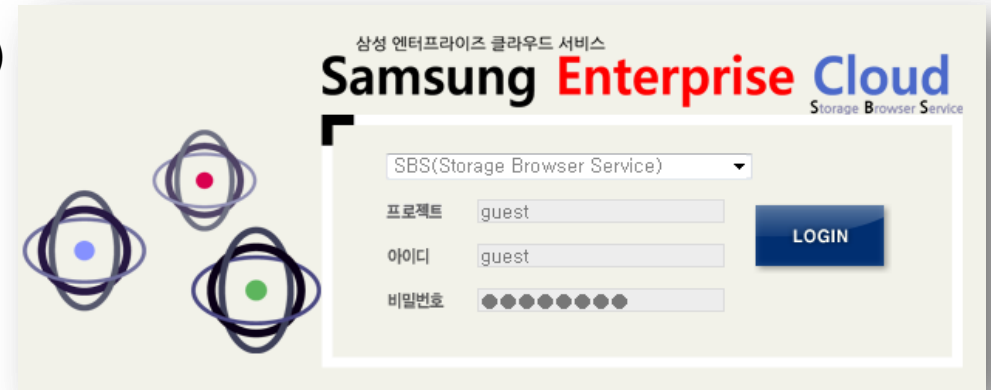 삼성 엔터프라이즈 클라우드 서비스
Samsung Enterprise Cloud
Storage Browser Service
SBS(Storage Browser Service)
프로젝트 guest
아이디 guest
LOGIN
비밀번호 ●●●●●●●●